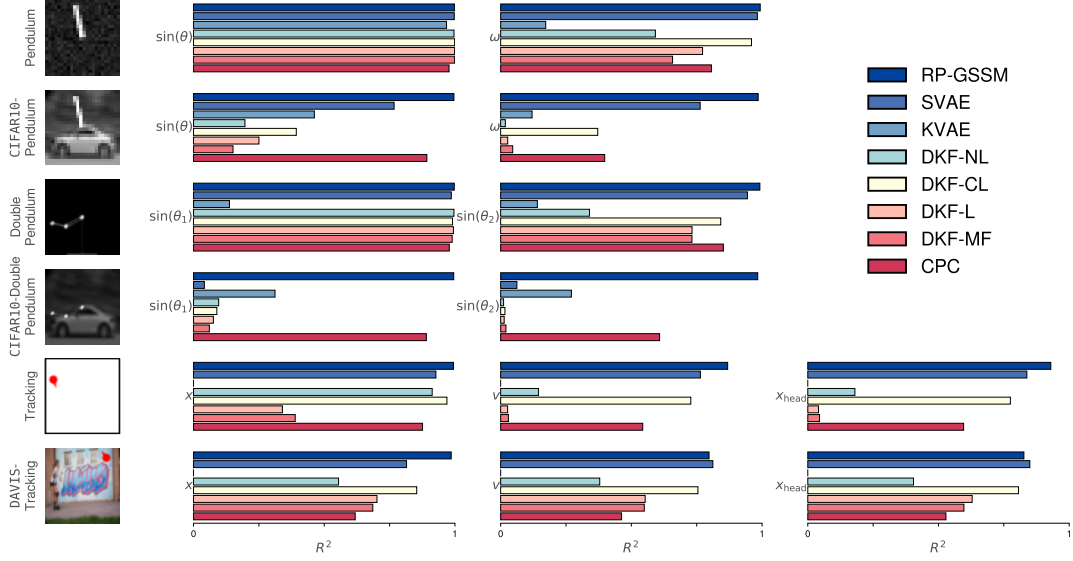 Pendulum
sin(θ)
ω
CIFAR10-
Pendulum
sin(θ)
ω
Double
Pendulum
sin(θ₁)
sin(θ₂)
CIFAR10-Double
Pendulum
sin(θ₁)
sin(θ₂)
Tracking
x
v
x_head
DAVIS-
Tracking
x
v
x_head
0 1
R²
0 1
R²
0 1
R²
RP-GSSM
SVAE
KVAE
DKF-NL
DKF-CL
DKF-L
DKF-MF
CPC